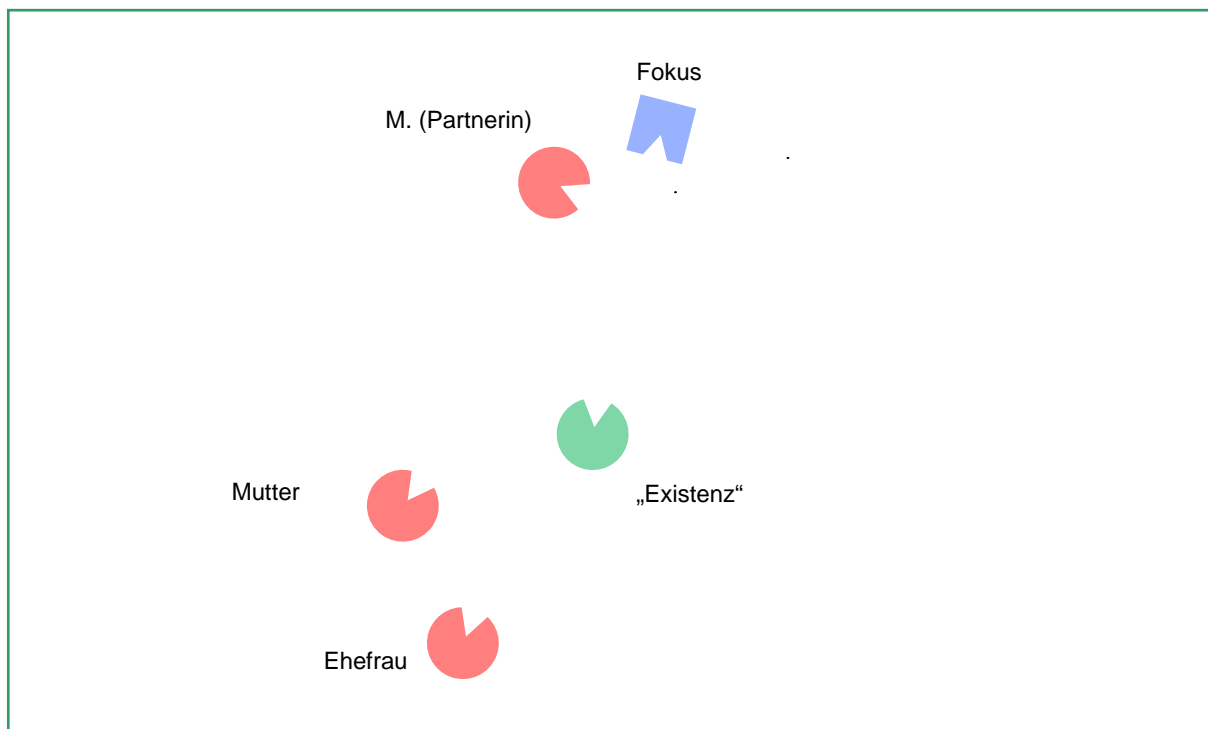 Fokus
M. (Partnerin)
Mutter
„Existenz“
Ehefrau